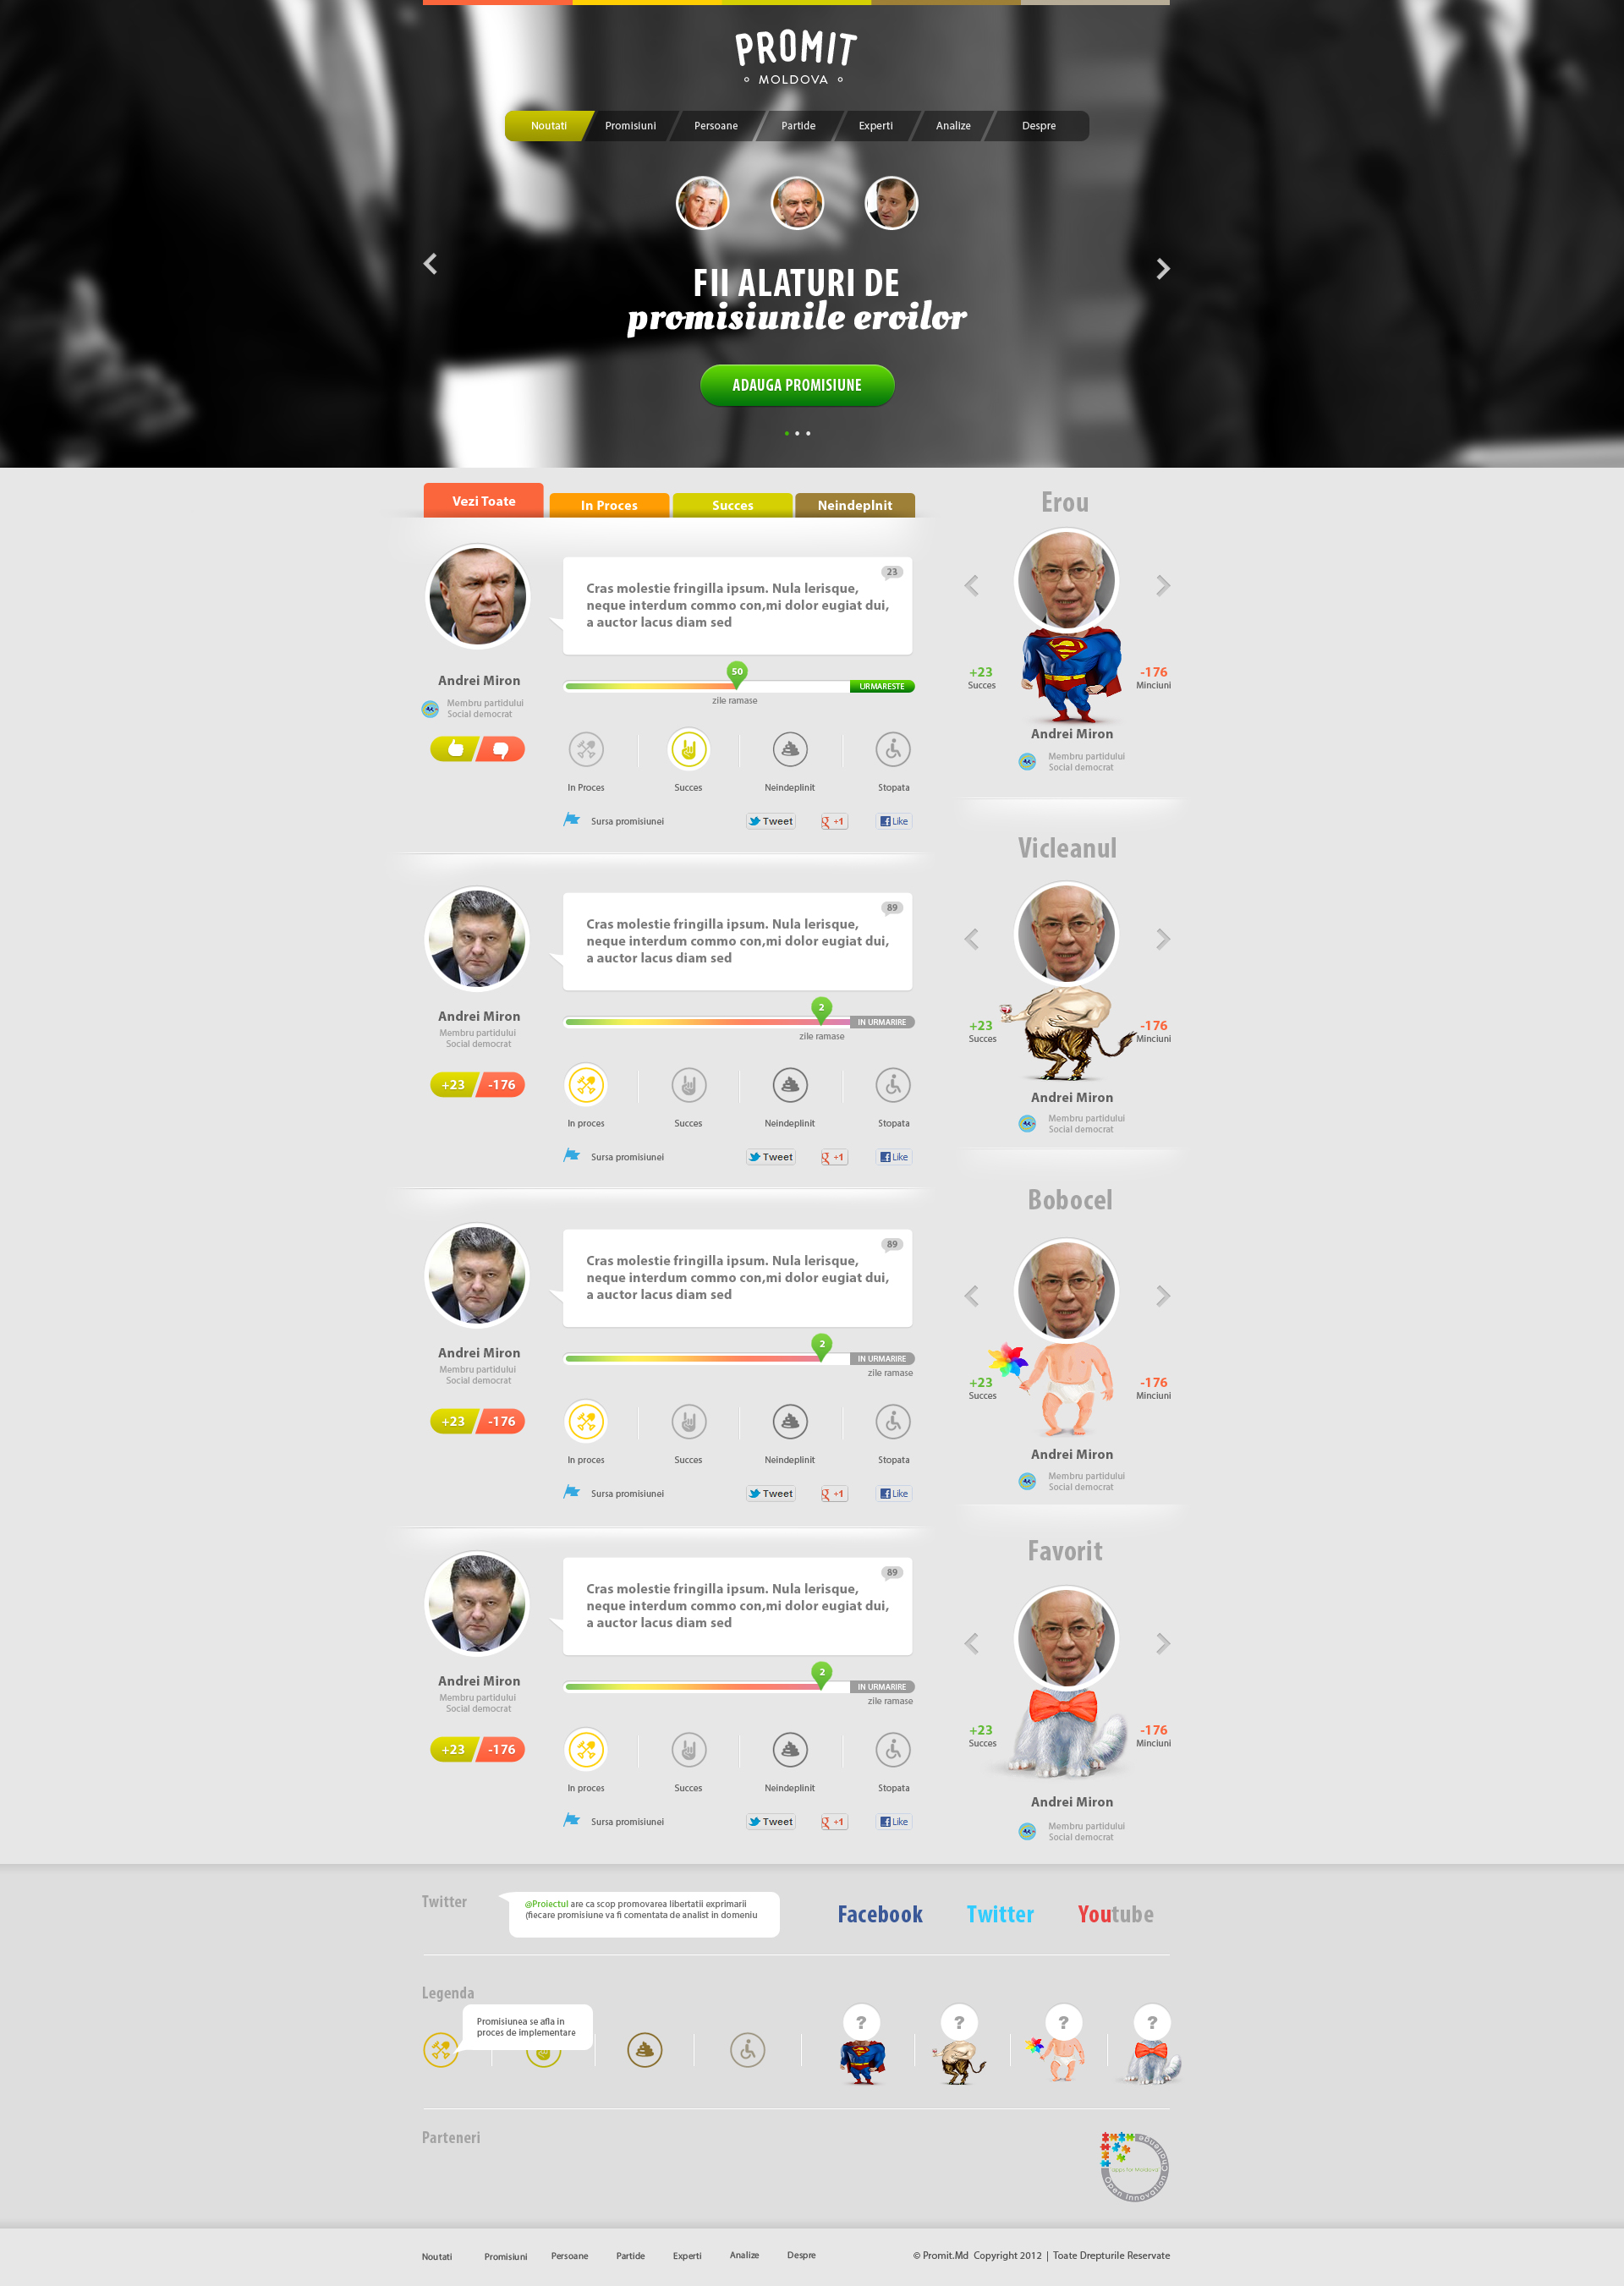 PROMIT
MOLDOVA
Noutati Promisiuni Persoane Partide Experti Analize Despre
FII ALATURI DE
promisiunile eroilor
ADAUGA PROMISIUNE
Vezi Toate In Proces Succes Neindeplnit
23
Cras molestie fringilla ipsum. Nula lerisque,
neque interdum commo con,mi dolor eugiat dui,
a auctor lacus diam sed
Andrei Miron
Membru partidului
Social democrat
50
URMARESTE
zile ramase
In Proces Succes Neindeplinit Stopata
Sursa promisiunei Tweet +1 Like
89
Cras molestie fringilla ipsum. Nula lerisque,
neque interdum commo con,mi dolor eugiat dui,
a auctor lacus diam sed
Andrei Miron
Membru partidului
Social democrat
+23 -176
2
IN URMARIRE
zile ramase
In proces Succes Neindeplinit Stopata
Sursa promisiunei Tweet +1 Like
89
Cras molestie fringilla ipsum. Nula lerisque,
neque interdum commo con,mi dolor eugiat dui,
a auctor lacus diam sed
Andrei Miron
Membru partidului
Social democrat
+23 -176
2
IN URMARIRE
zile ramase
In proces Succes Neindeplinit Stopata
Sursa promisiunei Tweet +1 Like
89
Cras molestie fringilla ipsum. Nula lerisque,
neque interdum commo con,mi dolor eugiat dui,
a auctor lacus diam sed
Andrei Miron
Membru partidului
Social democrat
+23 -176
2
IN URMARIRE
zile ramase
In proces Succes Neindeplinit Stopata
Sursa promisiunei Tweet +1 Like
Erou
+23 -176
Succes Minciuni
Andrei Miron
Membru partidului
Social democrat
Vicleanul
+23 -176
Succes Minciuni
Andrei Miron
Membru partidului
Social democrat
Bobocel
+23 -176
Succes Minciuni
Andrei Miron
Membru partidului
Social democrat
Favorit
+23 -176
Succes Minciuni
Andrei Miron
Membru partidului
Social democrat
Twitter
@Proiectul are ca scop promovarea libertatii exprimarii
(fiecare promisiune va fi comentata de analist in domeniu
Facebook Twitter Youtube
Legenda
Promisiunea se afla in
proces de implementare
? ? ? ?
Parteneri
apps for Moldova
Open Innovation Challenge
Noutati Promisiuni Persoane Partide Experti Analize Despre
© Promit.Md Copyright 2012 | Toate Drepturile Reservate